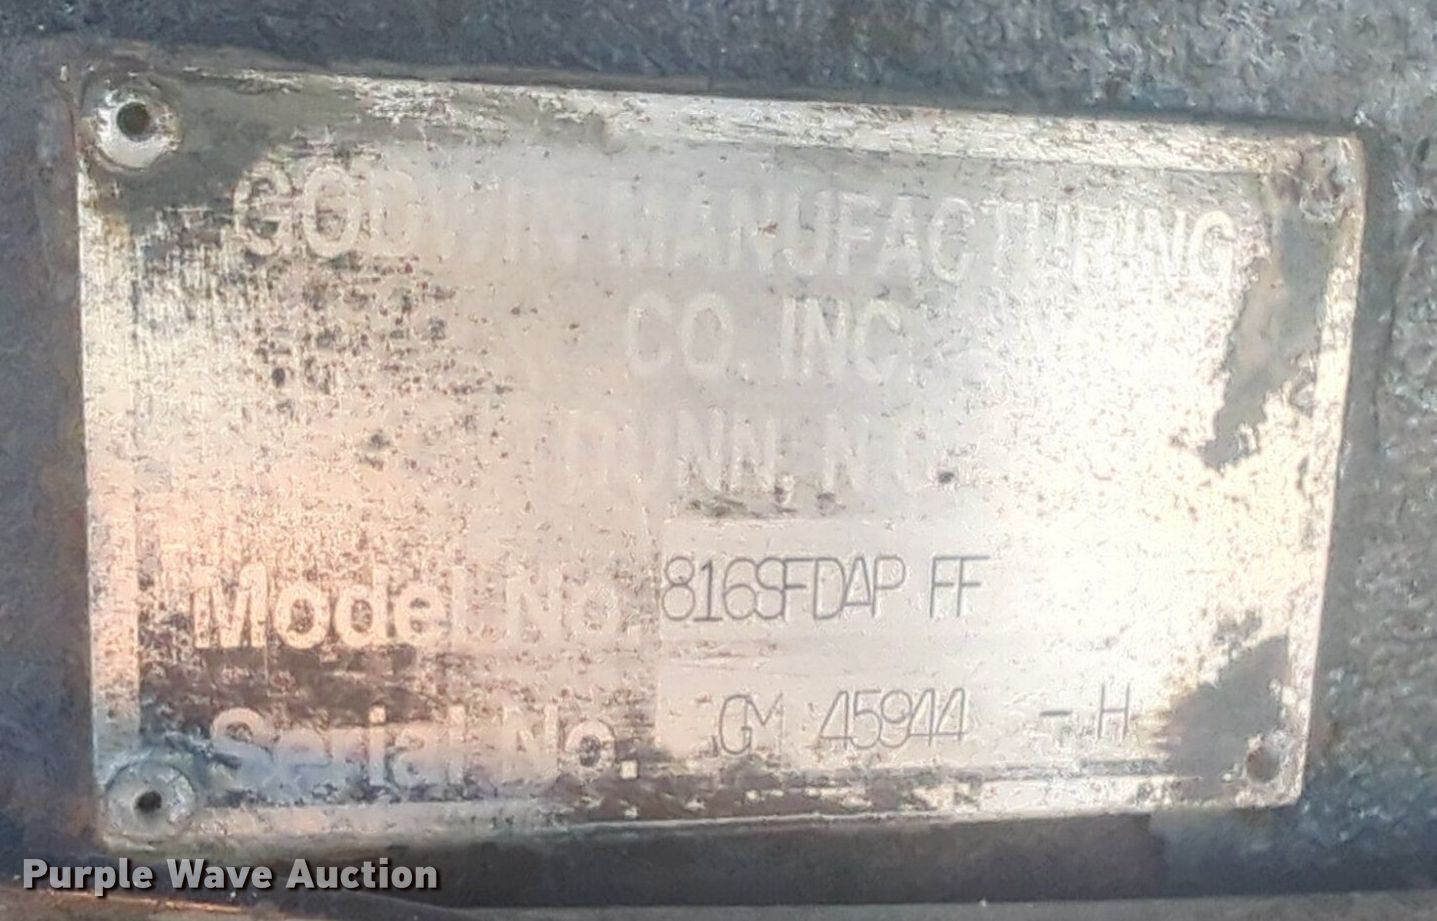 GODWIN MANUFACTURING
CO. INC.
DUNN, N.C.
Model No. 816SFDAP FF
Serial No. GM 45944 - H
Purple Wave Auction